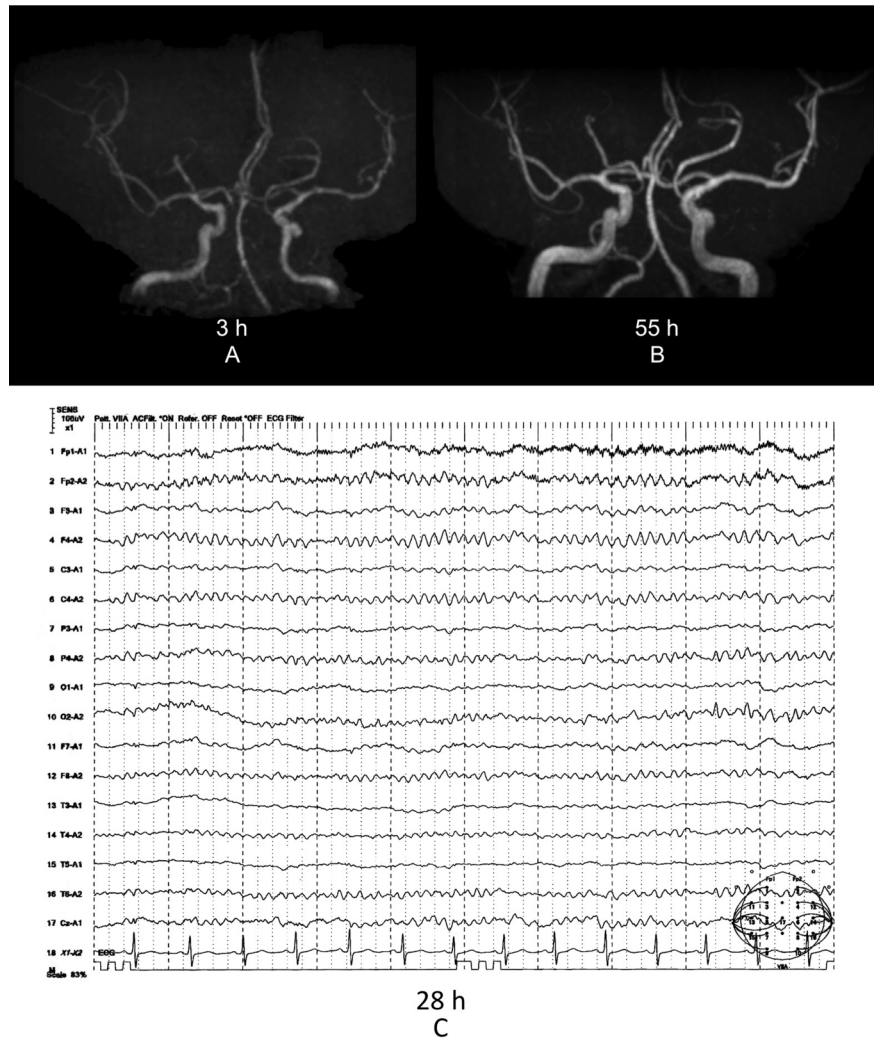 3 h
A
55 h
B
SENS
100uV
x1
Patt. VIIA ACFilt. *ON Refer. OFF Reset *OFF ECG Filter
1 Fp1-A1
2 Fp2-A2
3 F3-A1
4 F4-A2
5 C3-A1
6 C4-A2
7 P3-A1
8 P4-A2
9 O1-A1
10 O2-A2
11 F7-A1
12 F8-A2
13 T3-A1
14 T4-A2
15 T5-A1
16 T6-A2
17 Cz-A1
18 X1-X2 ECG
Scale 83%
Fp1 Fp2
VIIA
28 h
C